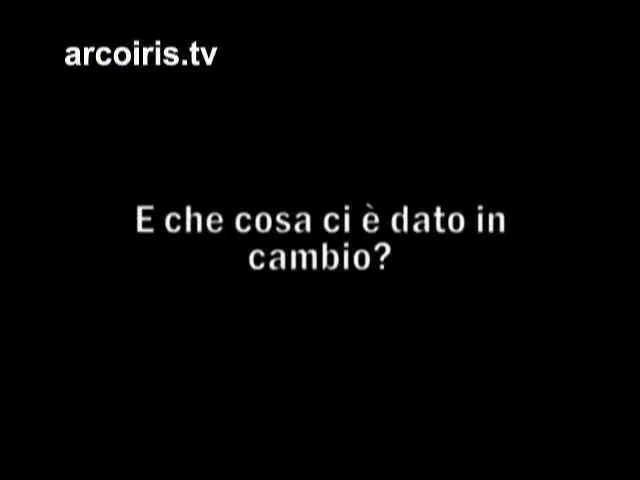 arcoiris.tv
E che cosa ci è dato in
cambio?